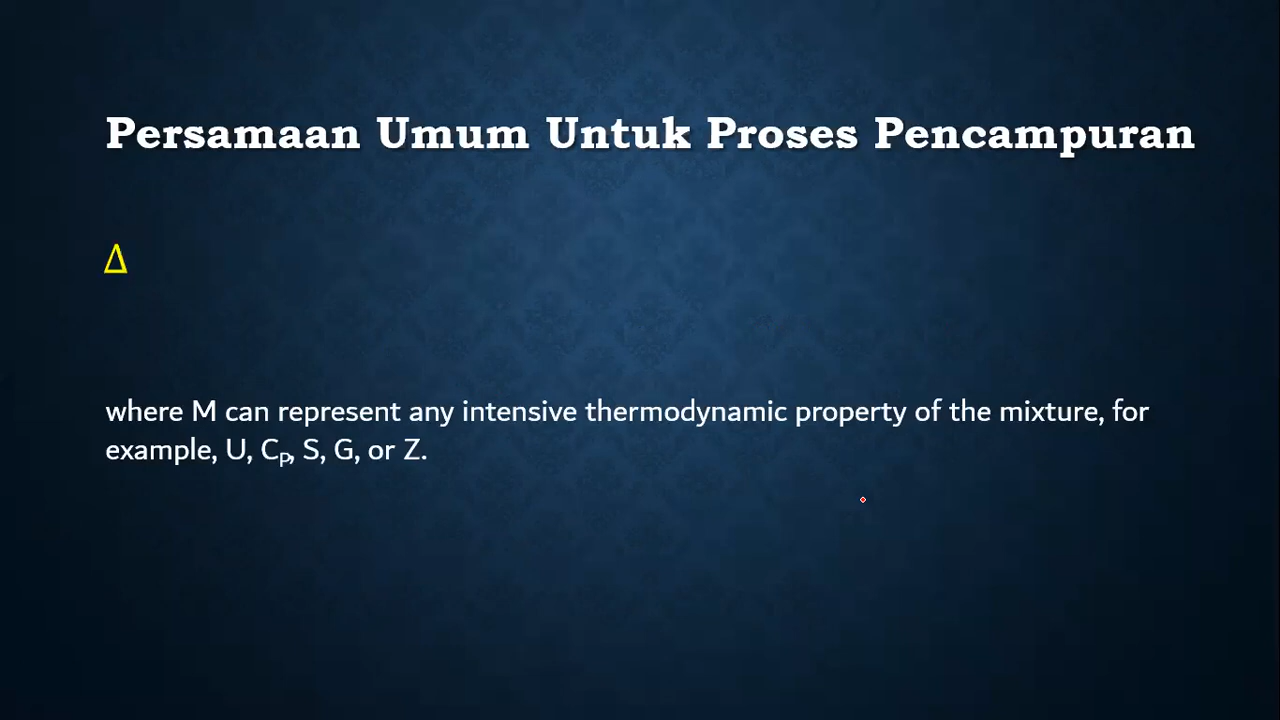 Persamaan Umum Untuk Proses Pencampuran
Δ
where M can represent any intensive thermodynamic property of the mixture, for
example, U, Cₚ, S, G, or Z.